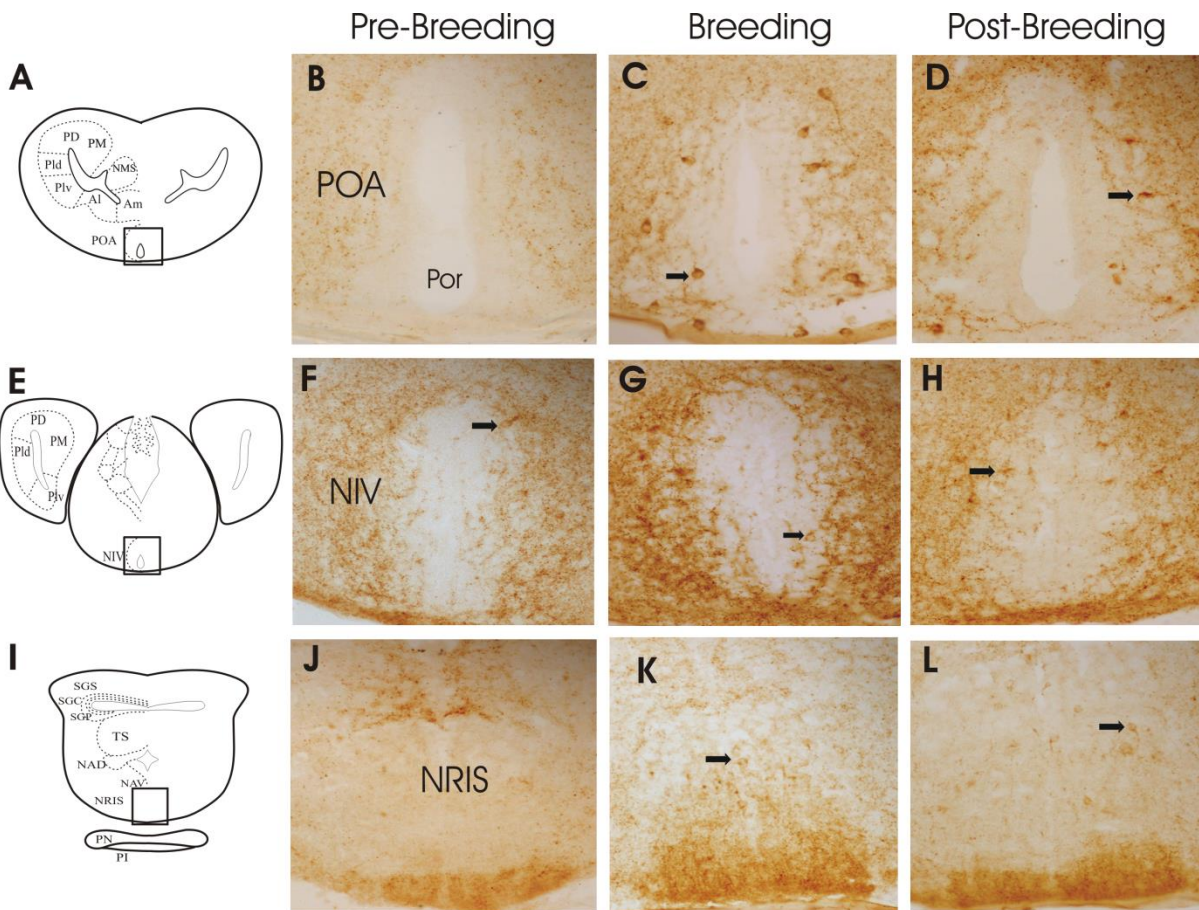 Pre-Breeding Breeding Post-Breeding
A
PD
PM
Pld
NMS
Plv
Al
Am
POA
B
POA
Por
C
D
E
PD
PM
Pld
Plv
NIV
F
NIV
G
H
I
SGS
SGC
SGP
TS
NAD
NAV
NRIS
PN
PI
J
NRIS
K
L